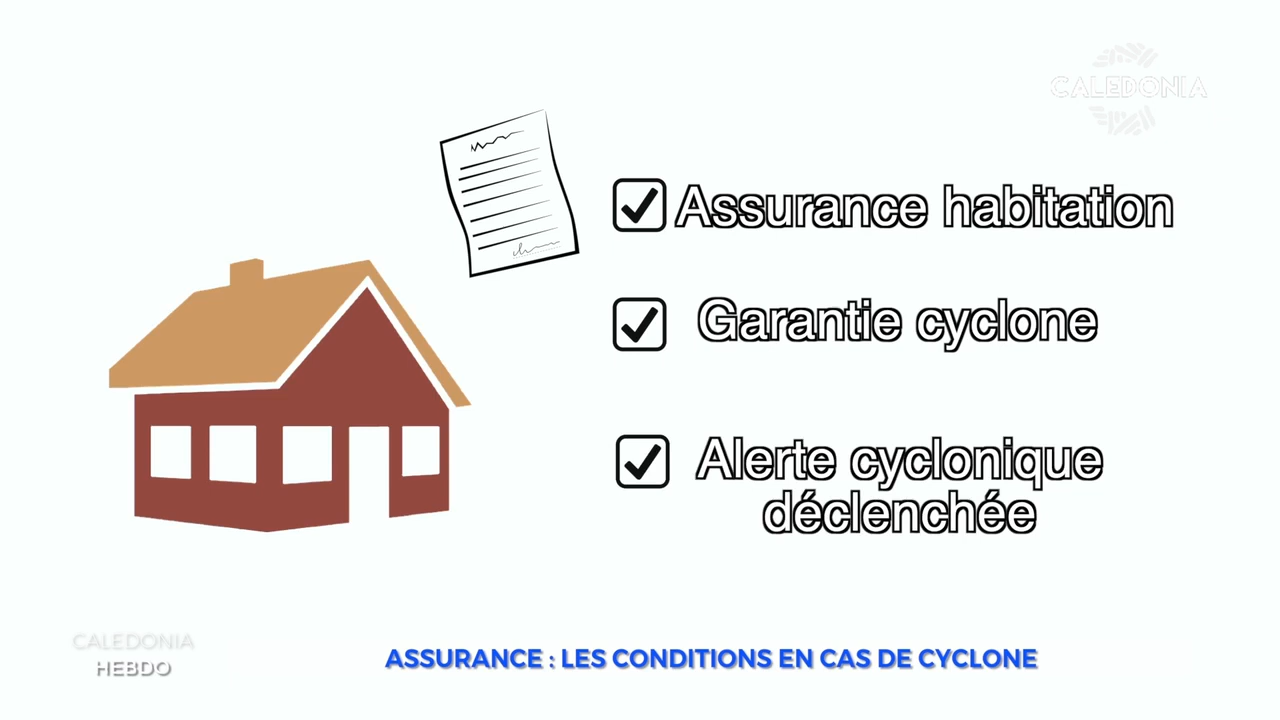 CALEDONIA
Assurance habitation
Garantie cyclone
Alerte cyclonique
déclenchée
CALEDONIA
HEBDO
ASSURANCE : LES CONDITIONS EN CAS DE CYCLONE